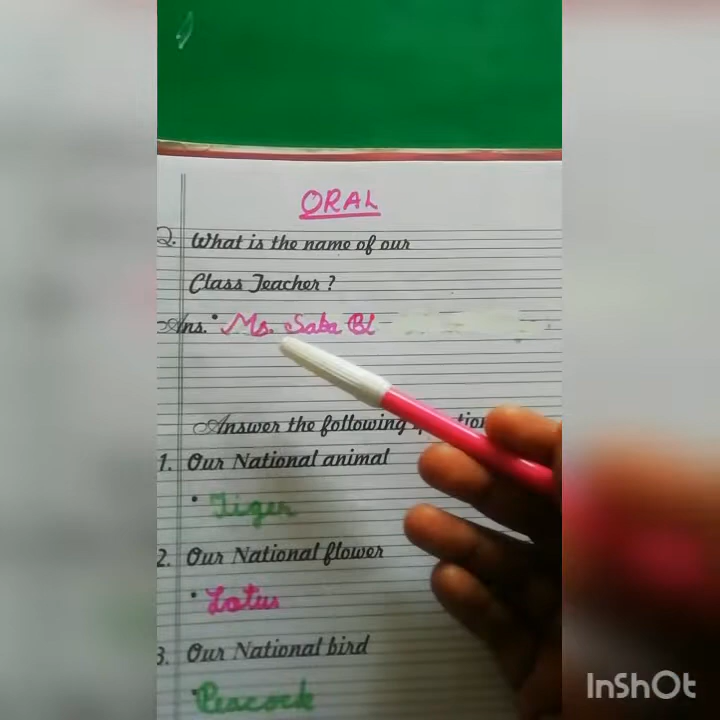 ORAL
Q. What is the name of our
Class Teacher ?
Ans. Ms. Saba
Answer the following
1. Our National animal
• Tiger
2. Our National flower
• Lotus
3. Our National bird
• Peacock
InShOt